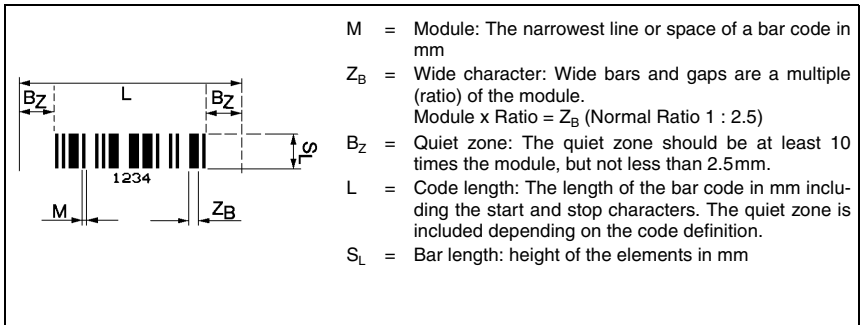 L
BZ
BZ
SL
1234
M
ZB
M = Module: The narrowest line or space of a bar code in
mm
ZB = Wide character: Wide bars and gaps are a multiple
(ratio) of the module.
Module x Ratio = ZB (Normal Ratio 1 : 2.5)
BZ = Quiet zone: The quiet zone should be at least 10
times the module, but not less than 2.5mm.
L = Code length: The length of the bar code in mm inclu-
ding the start and stop characters. The quiet zone is
included depending on the code definition.
SL = Bar length: height of the elements in mm